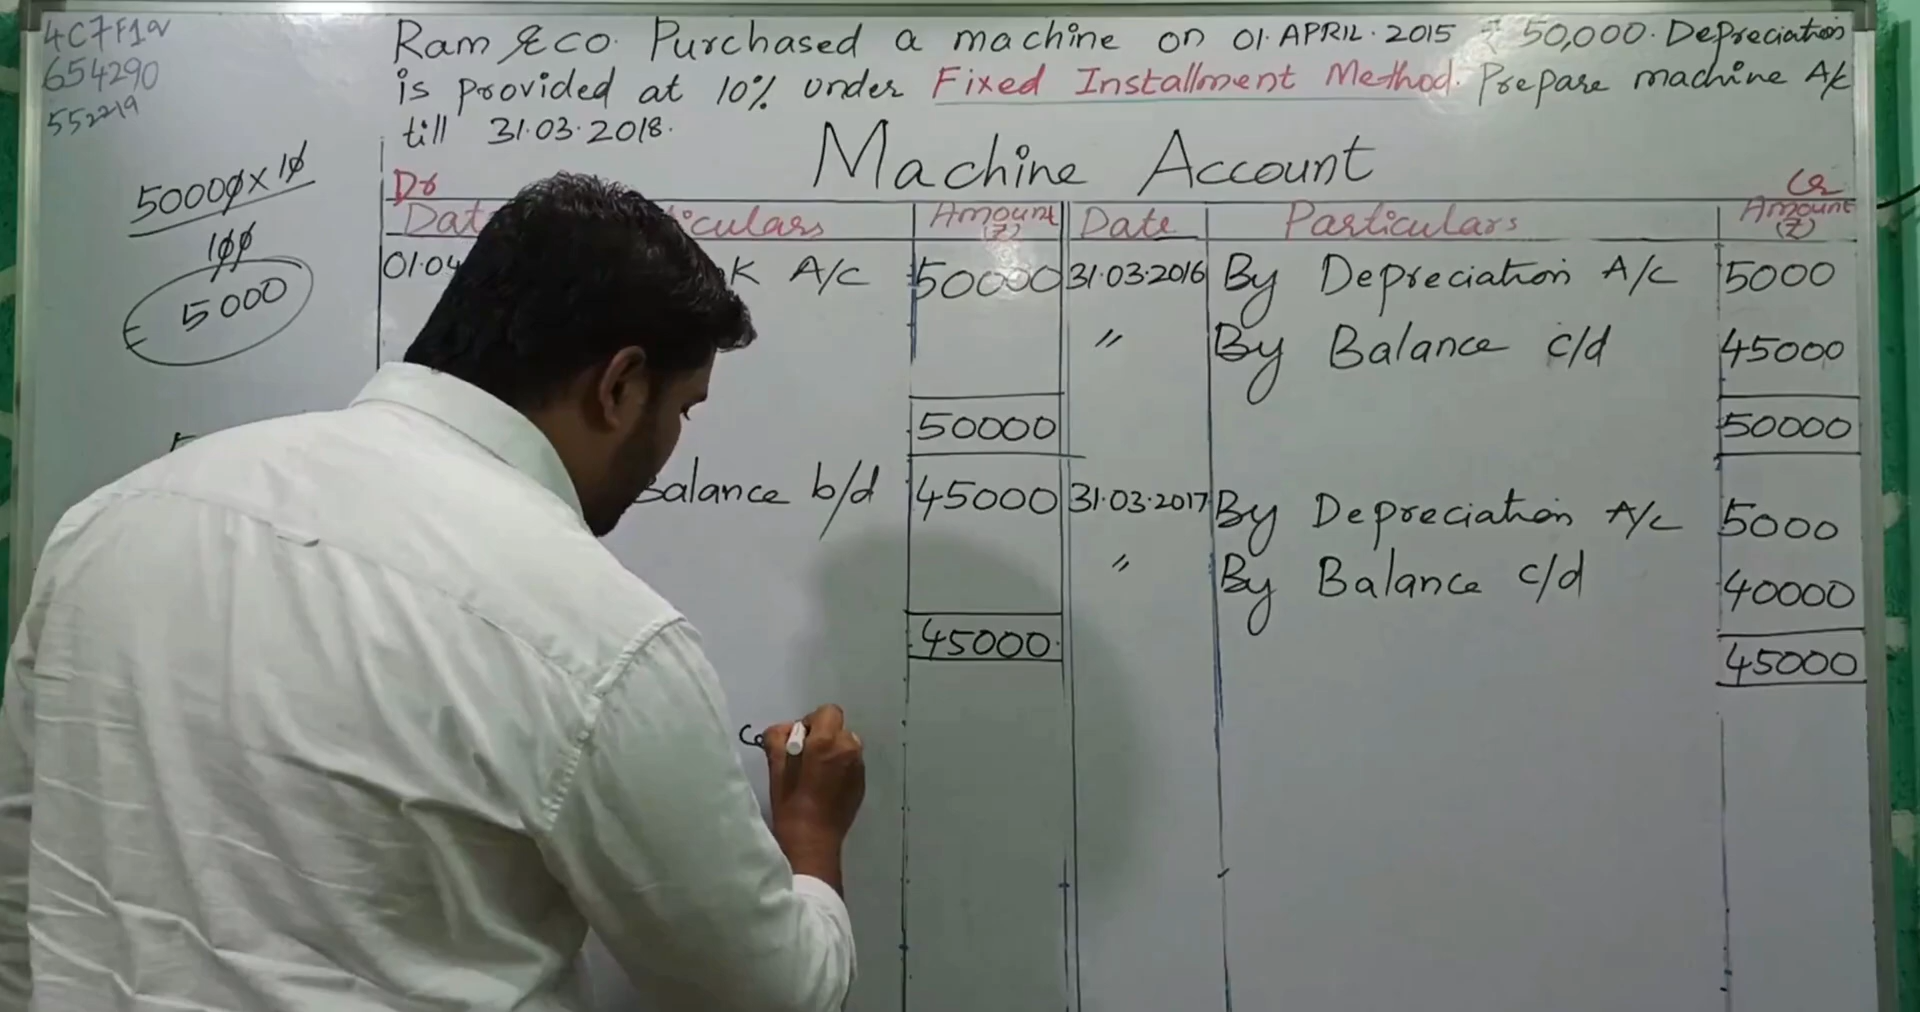 4C7F1a
654290
552219
Ram & co. Purchased a machine on 01.APRIL.2015 ₹ 50,000. Depreciation
is provided at 10% under Fixed Installment Method. Prepare machine A/c
till 31.03.2018.
Machine Account
50000 x 10
100
= 5000
Dr Cr
Dat iculars Amount Date Particulars Amount
(₹) (₹)
01.04 K A/c 50000 31.03.2016 By Depreciation A/c 5000
" By Balance c/d 45000
50000 50000
Balance b/d 45000 31.03.2017 By Depreciation A/c 5000
" By Balance c/d 40000
45000 45000